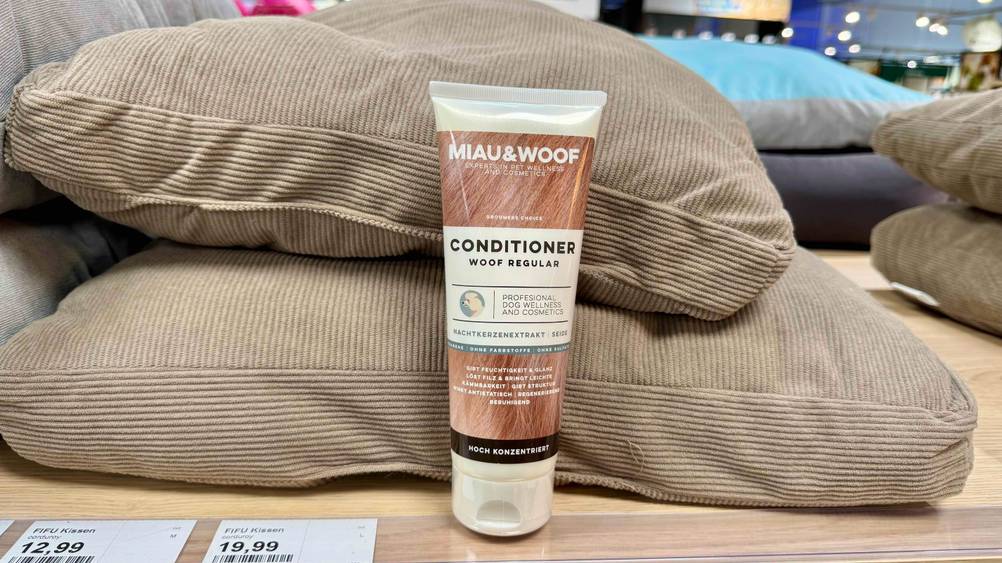 MIAU&WOOF
EXPERTS IN PET WELLNESS
AND COSMETICS
GROOMERS CHOICE
CONDITIONER
WOOF REGULAR
PROFESIONAL
DOG WELLNESS
AND COSMETICS
NACHTKERZENEXTRAKT | SEIDE
OHNE FARBSTOFFE | OHNE
GIBT FEUCHTIGKEIT & GLANZ
LÖST FILZ & BRINGT LEICHTE
KÄMMBARKEIT | GIBT STRUKTUR
ANTISTATISCH | REGENERIEREND
BERUHIGEND
HOCH KONZENTRIERT
FIFU Kissen
corduroy
12,99
M
FIFU Kissen
corduroy
19,99
L